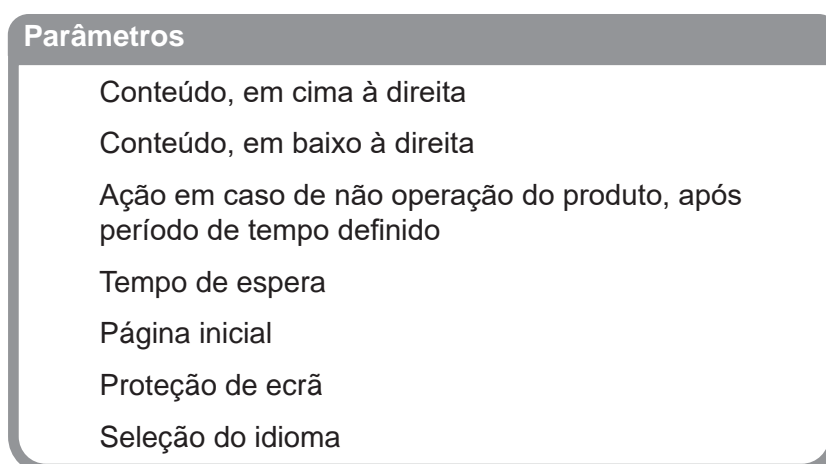 Parâmetros
Conteúdo, em cima à direita
Conteúdo, em baixo à direita
Ação em caso de não operação do produto, após
período de tempo definido
Tempo de espera
Página inicial
Proteção de ecrã
Seleção do idioma